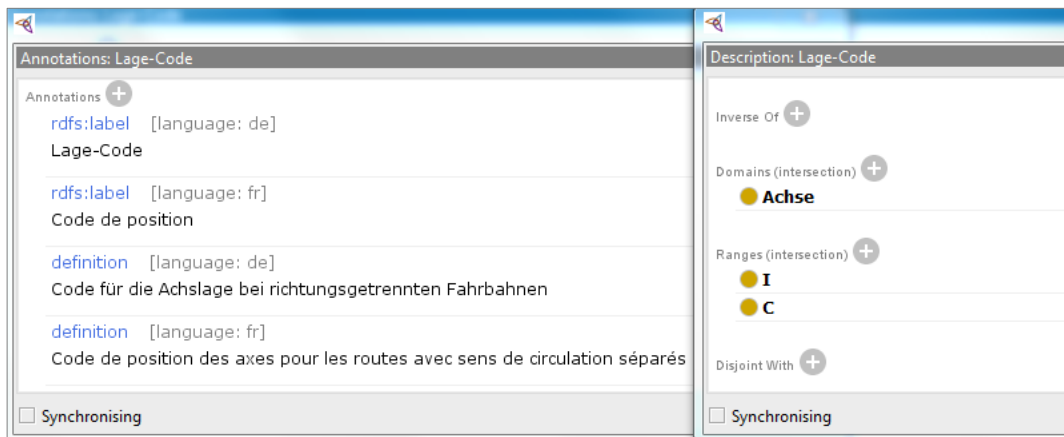 Annotations: Lage-Code
Annotations
rdfs:label [language: de]
Lage-Code
rdfs:label [language: fr]
Code de position
definition [language: de]
Code für die Achslage bei richtungsgetrennten Fahrbahnen
definition [language: fr]
Code de position des axes pour les routes avec sens de circulation séparés
Synchronising
Description: Lage-Code
Inverse Of
Domains (intersection)
Achse
Ranges (intersection)
I
C
Disjoint With
Synchronising